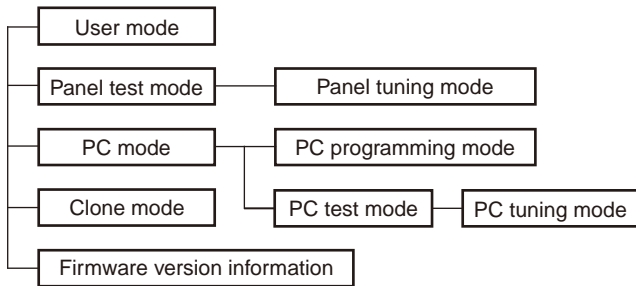 User mode
Panel test mode
Panel tuning mode
PC mode
PC programming mode
PC test mode
PC tuning mode
Clone mode
Firmware version information